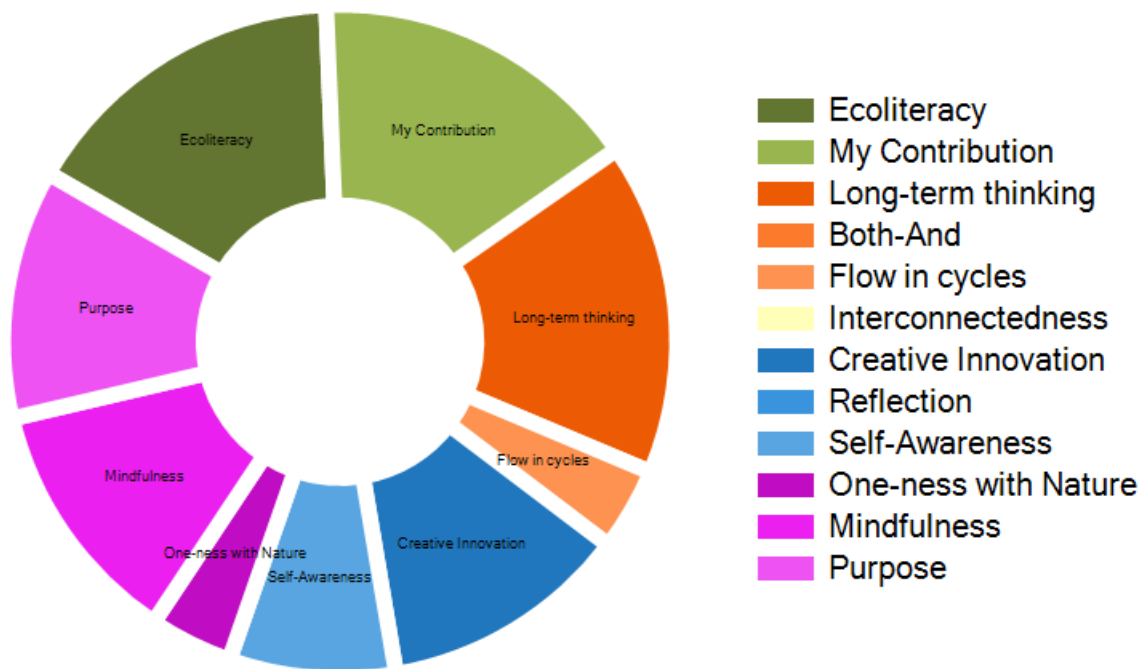 Ecoliteracy
My Contribution
Purpose
Long-term thinking
Mindfulness
Flow in cycles
One-ness with Nature
Creative Innovation
Self-Awareness
Ecoliteracy
My Contribution
Long-term thinking
Both-And
Flow in cycles
Interconnectedness
Creative Innovation
Reflection
Self-Awareness
One-ness with Nature
Mindfulness
Purpose